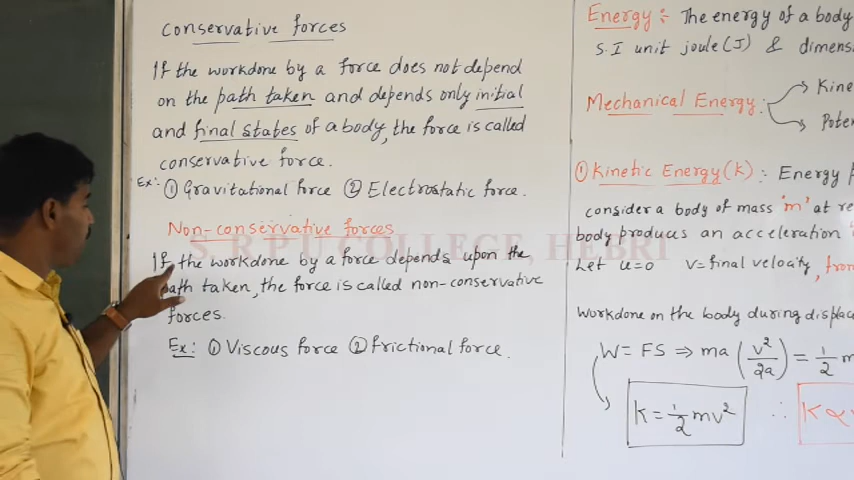 conservative forces
If the workdone by a force does not depend
on the path taken and depends only initial
and final states of a body, the force is called
conservative force.
Ex: ① Gravitational force ② Electrostatic force.
Non-conservative forces
If the workdone by a force depends upon the
path taken, the force is called non-conservative
forces.
Ex: ① Viscous force ② frictional force.
S R P U COLLEGE, HEBRI
Energy :- The energy of a body
S.I unit joule (J) & dimens
Mechanical Energy
Kine
Poten
① Kinetic Energy (K) : Energy
consider a body of mass 'm' at re
body produces an acceleration
Let u=0 v= final velocity, from
Workdone on the body during displac
W = FS ⇒ ma (v²/2a) = 1/2 m
K = 1/2 mv²
∴ K α